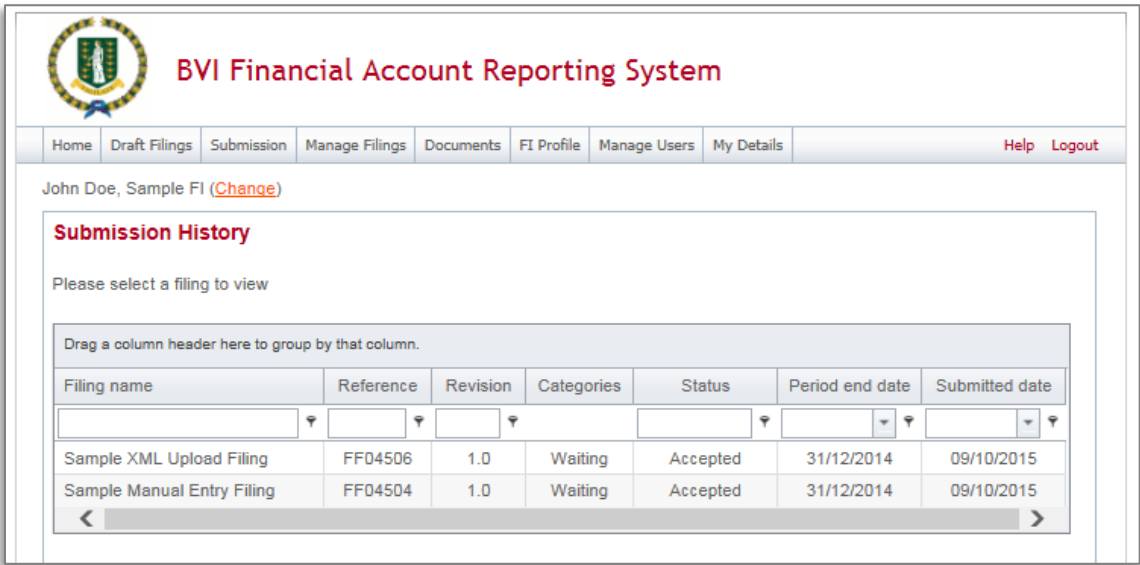 BVI Financial Account Reporting System
Home Draft Filings Submission Manage Filings Documents FI Profile Manage Users My Details Help Logout
John Doe, Sample FI (Change)
Submission History
Please select a filing to view
Drag a column header here to group by that column.
Filing name Reference Revision Categories Status Period end date Submitted date
Sample XML Upload Filing FF04506 1.0 Waiting Accepted 31/12/2014 09/10/2015
Sample Manual Entry Filing FF04504 1.0 Waiting Accepted 31/12/2014 09/10/2015